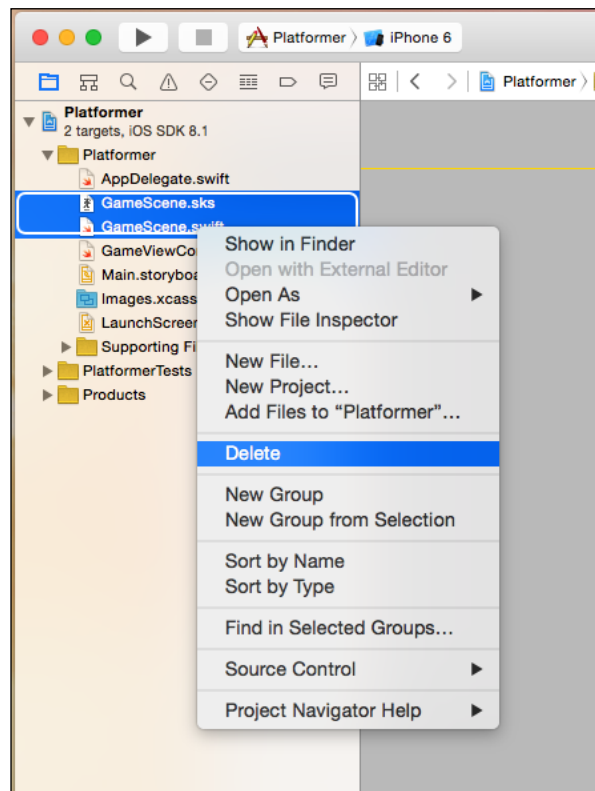 Platformer iPhone 6
Platformer
Platformer
2 targets, iOS SDK 8.1
Platformer
AppDelegate.swift
GameScene.sks
GameScene.swift
GameViewCo
Main.storyboa
Images.xcass
LaunchScreen
Supporting Fi
PlatformerTests
Products
Show in Finder
Open with External Editor
Open As
Show File Inspector
New File...
New Project...
Add Files to “Platformer”...
Delete
New Group
New Group from Selection
Sort by Name
Sort by Type
Find in Selected Groups...
Source Control
Project Navigator Help